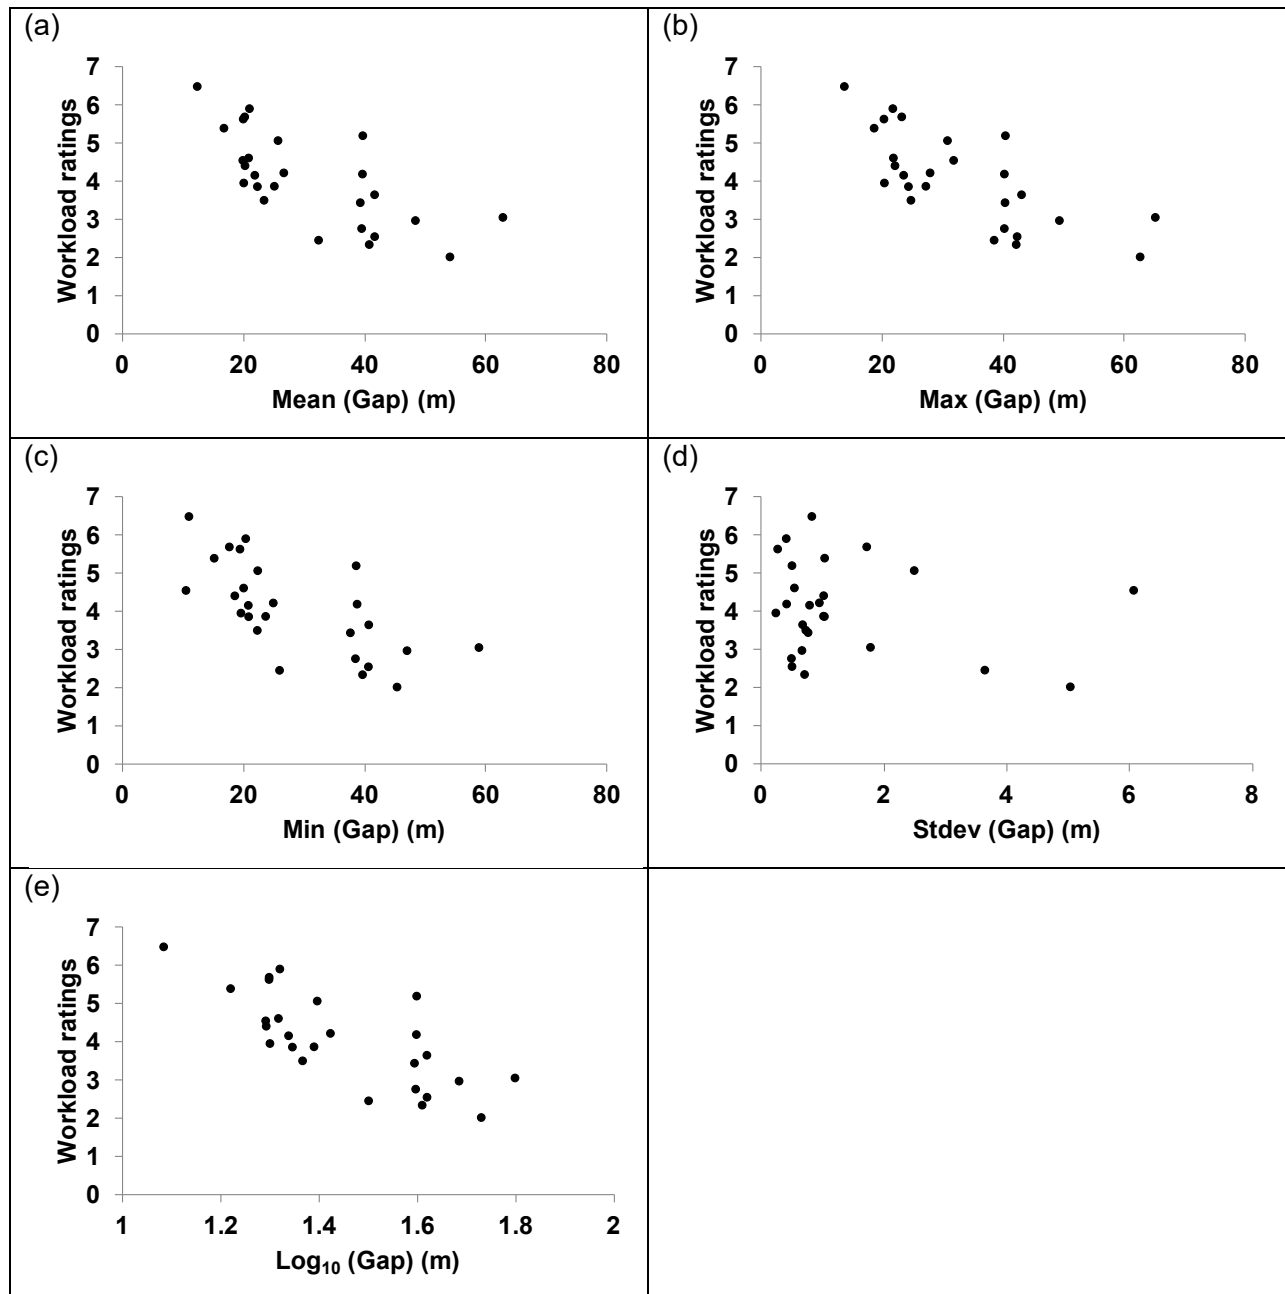 (a)
7
6
5
4
3
2
1
0
Workload ratings
0 20 40 60 80
Mean (Gap) (m)
(b)
7
6
5
4
3
2
1
0
Workload ratings
0 20 40 60 80
Max (Gap) (m)
(c)
7
6
5
4
3
2
1
0
Workload ratings
0 20 40 60 80
Min (Gap) (m)
(d)
7
6
5
4
3
2
1
0
Workload ratings
0 2 4 6 8
Stdev (Gap) (m)
(e)
7
6
5
4
3
2
1
0
Workload ratings
1 1.2 1.4 1.6 1.8 2
Log₁₀ (Gap) (m)